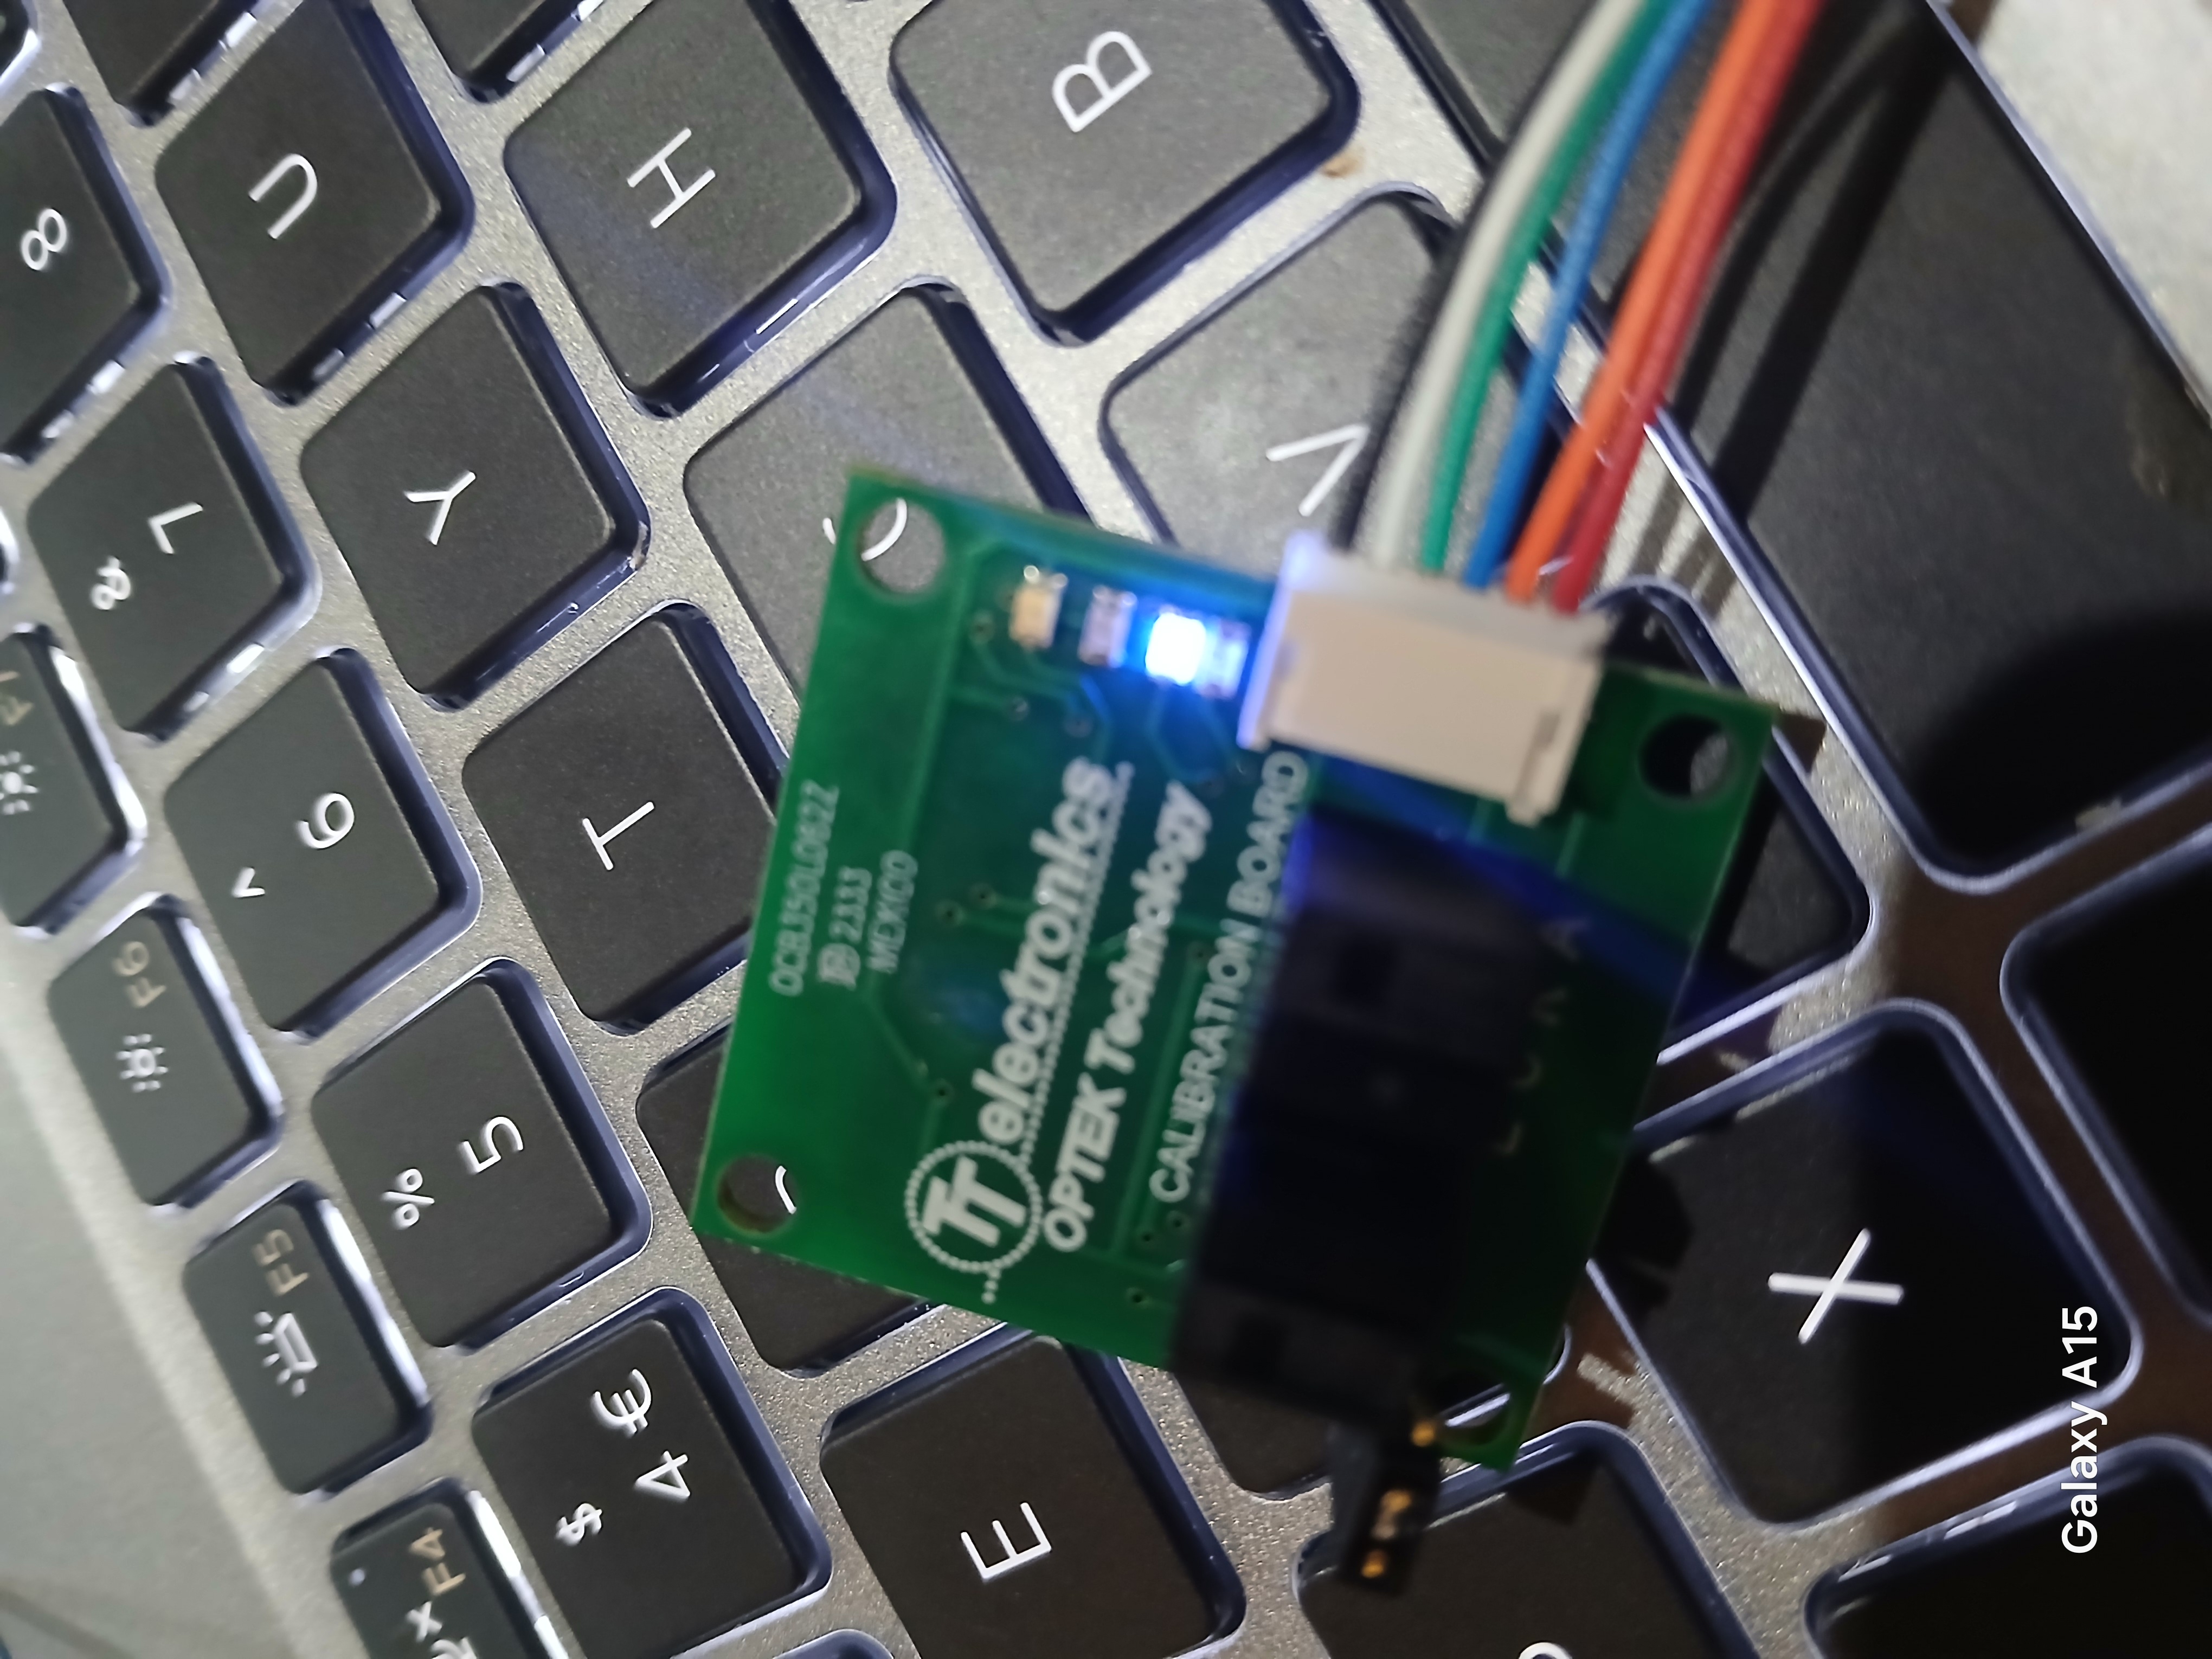 F7
8
F6
& 7
F5
^ 6
U
F4
% 5
Y
$ 4 €
T
H
OCB350L062Z
2333
MEXICO
E
TT electronics
OPTEK Technology
CALIBRATION BOARD
B
V
X
Galaxy A15